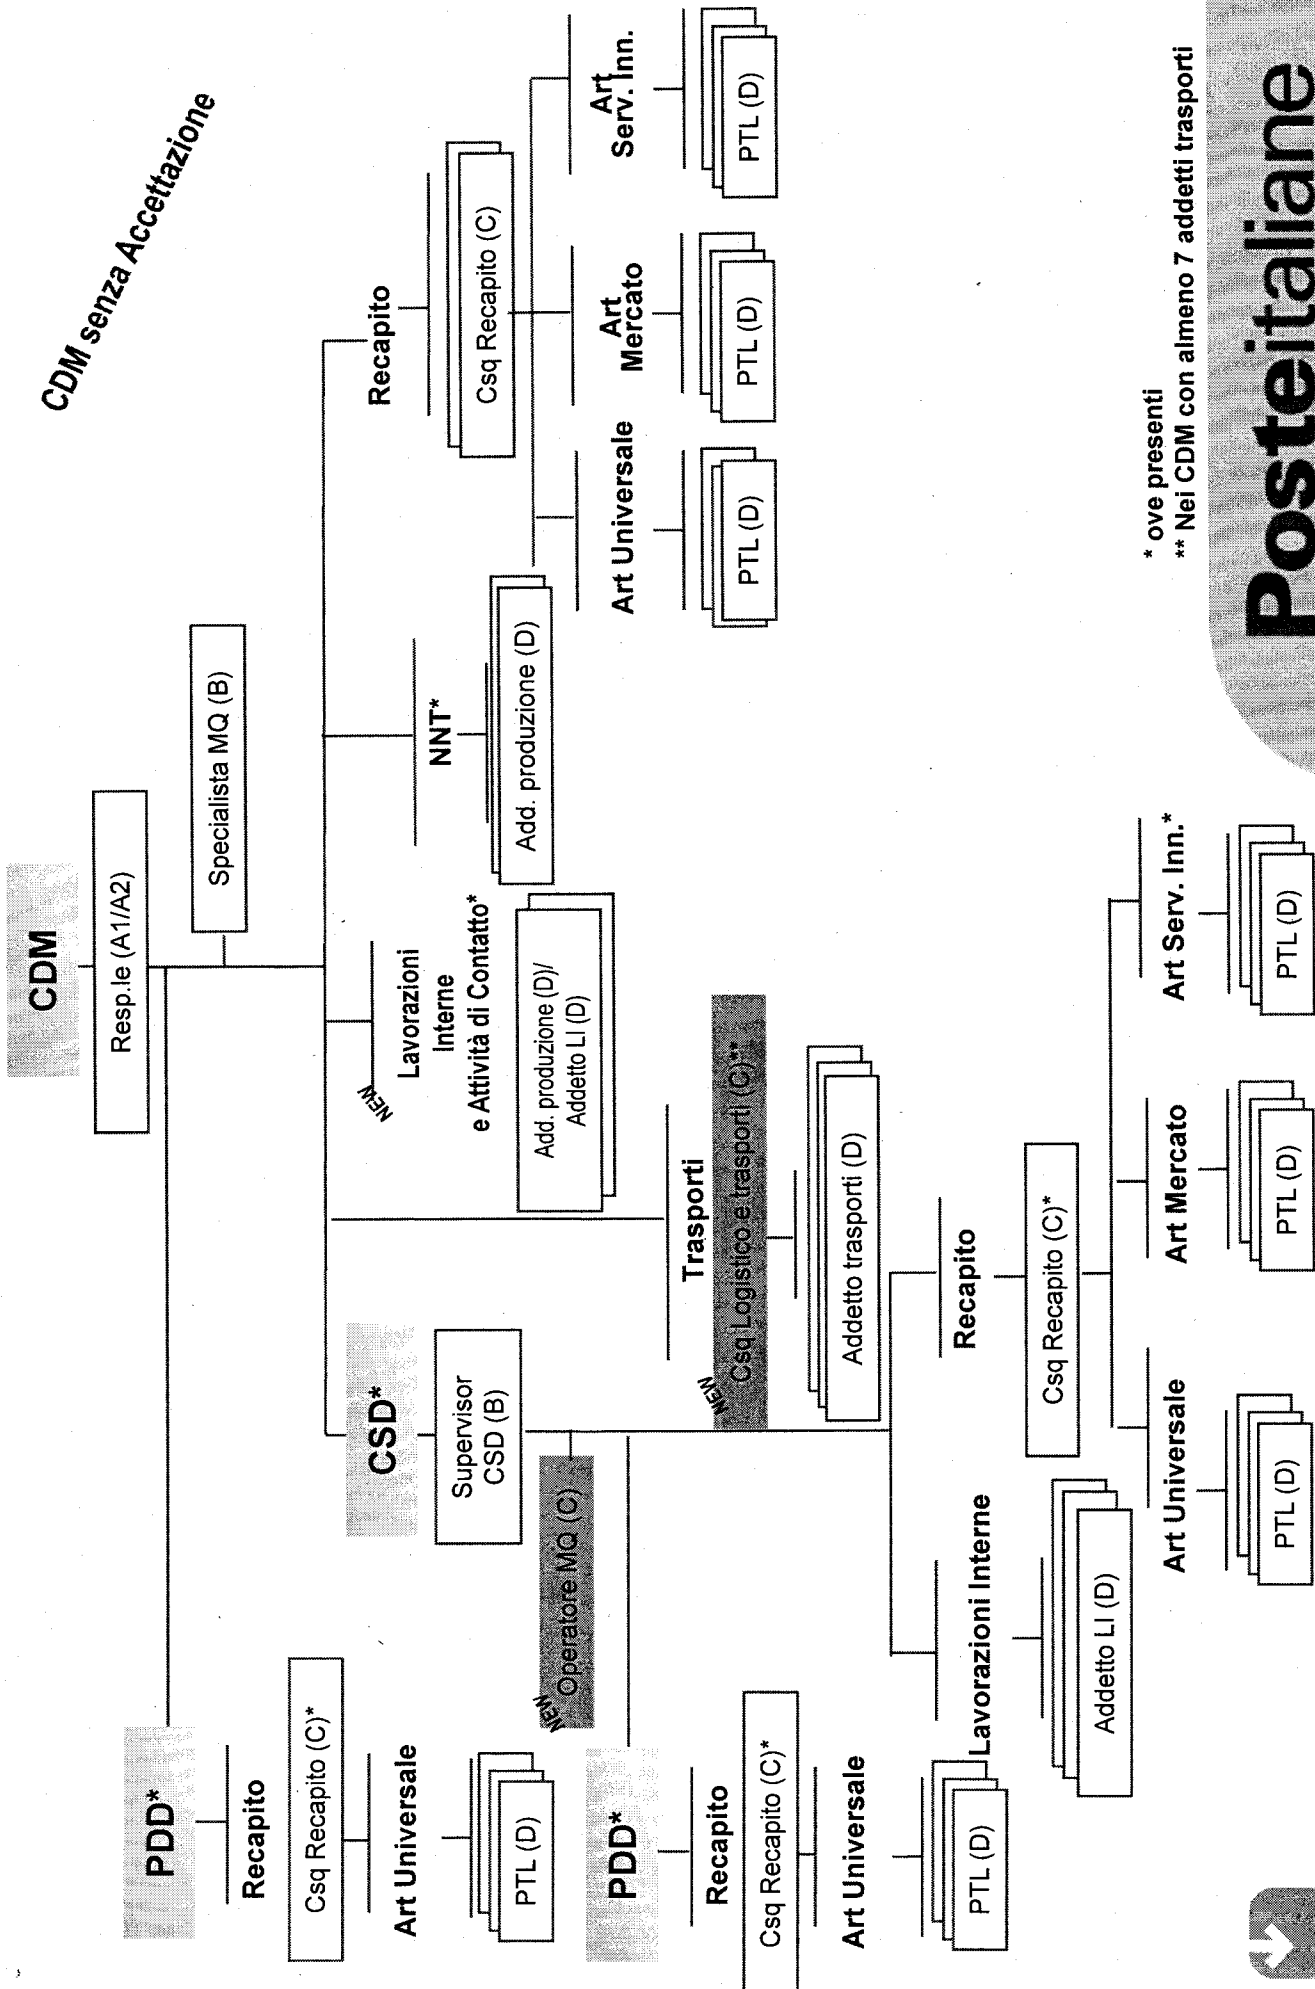 CDM senza Accettazione
CDM
Resp.le (A1/A2)
Specialista MQ (B)
PDD*
Recapito
Csq Recapito (C)*
Art Universale
PTL (D)
CSD*
Supervisor
CSD (B)
NEW
Operatore MQ (C)
PDD*
Recapito
Csq Recapito (C)*
Art Universale
PTL (D)
Lavorazioni Interne
Addetto LI (D)
Recapito
Csq Recapito (C)*
Art Universale
PTL (D)
Art Mercato
PTL (D)
Art Serv. Inn.*
PTL (D)
Trasporti
NEW
Csq Logistico e trasporti (C)**
Addetto trasporti (D)
NEW
Lavorazioni
Interne
e Attività di Contatto*
Add. produzione (D)/
Addetto LI (D)
NNT*
Add. produzione (D)
Recapito
Csq Recapito (C)
Art Universale
PTL (D)
Art
Mercato
PTL (D)
Art
Serv. Inn.
PTL (D)
* ove presenti
** Nei CDM con almeno 7 addetti trasporti
Posteitaliane